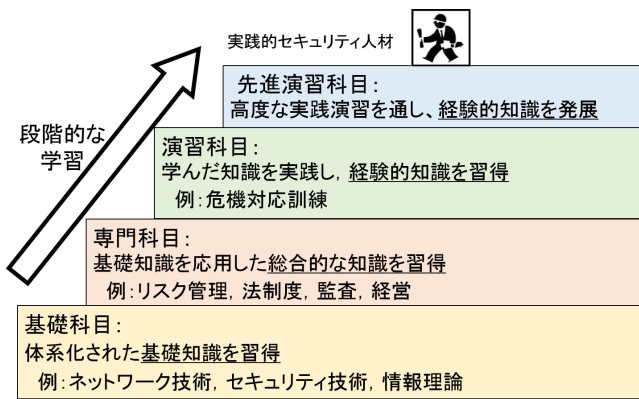 実践的セキュリティ人材
先進演習科目：
高度な実践演習を通し、経験的知識を発展
段階的な
学習
演習科目：
学んだ知識を実践し，経験的知識を習得
例：危機対応訓練
専門科目：
基礎知識を応用した総合的な知識を習得
例：リスク管理，法制度，監査，経営
基礎科目：
体系化された基礎知識を習得
例：ネットワーク技術，セキュリティ技術，情報理論